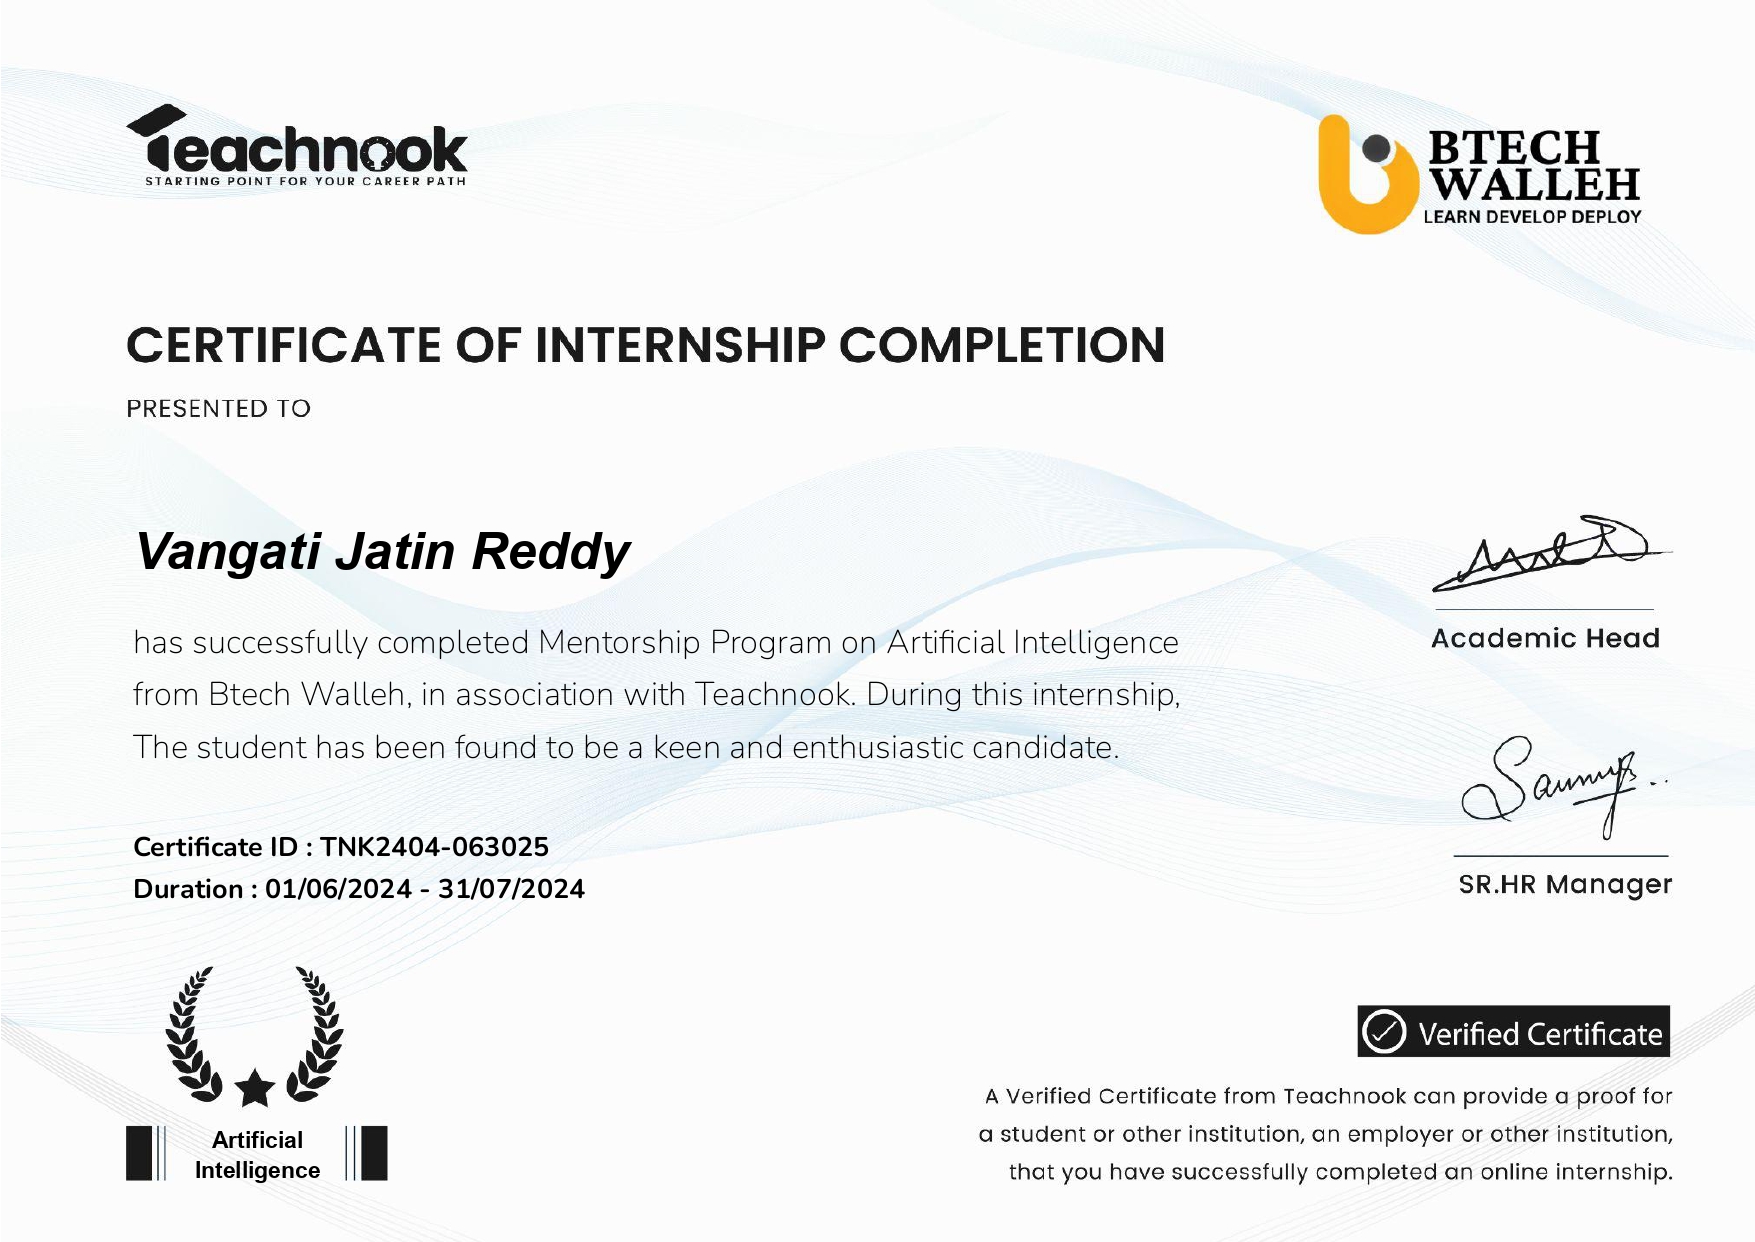 Teachnook
STARTING POINT FOR YOUR CAREER PATH
BTECH
WALLEH
LEARN DEVELOP DEPLOY
CERTIFICATE OF INTERNSHIP COMPLETION
PRESENTED TO
Vangati Jatin Reddy
has successfully completed Mentorship Program on Artificial Intelligence
from Btech Walleh, in association with Teachnook. During this internship,
The student has been found to be a keen and enthusiastic candidate.
Academic Head
Certificate ID : TNK2404-063025
Duration : 01/06/2024 - 31/07/2024
SR.HR Manager
Artificial
Intelligence
Verified Certificate
A Verified Certificate from Teachnook can provide a proof for
a student or other institution, an employer or other institution,
that you have successfully completed an online internship.